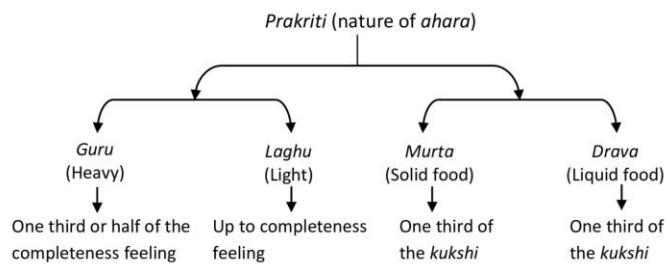 Prakriti (nature of ahara)
Guru
(Heavy)
Laghu
(Light)
Murta
(Solid food)
Drava
(Liquid food)
One third or half of the
completeness feeling
Up to completeness
feeling
One third of
the kukshi
One third of
the kukshi